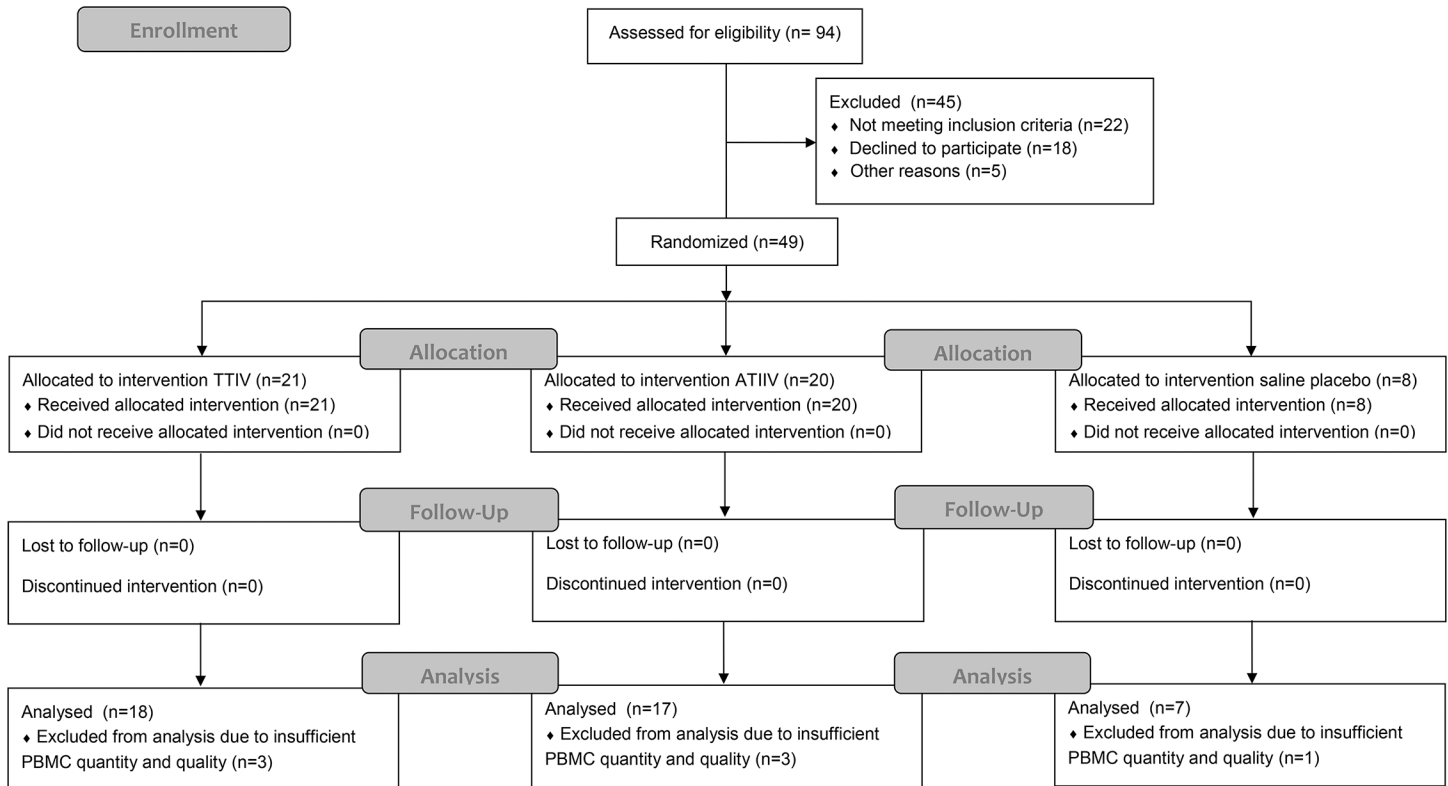 Enrollment
Assessed for eligibility (n= 94)
Excluded  (n=45)
♦ Not meeting inclusion criteria (n=22)
♦ Declined to participate (n=18)
♦ Other reasons (n=5)
Randomized (n=49)
Allocation
Allocation
Allocated to intervention TTIV (n=21)
♦ Received allocated intervention (n=21)
♦ Did not receive allocated intervention (n=0)
Allocated to intervention ATIIV (n=20)
♦ Received allocated intervention (n=20)
♦ Did not receive allocated intervention (n=0)
Allocated to intervention saline placebo (n=8)
♦ Received allocated intervention (n=8)
♦ Did not receive allocated intervention (n=0)
Follow-Up
Follow-Up
Lost to follow-up (n=0)
Discontinued intervention (n=0)
Lost to follow-up (n=0)
Discontinued intervention (n=0)
Lost to follow-up (n=0)
Discontinued intervention (n=0)
Analysis
Analysis
Analysed  (n=18)
♦ Excluded from analysis due to insufficient
PBMC quantity and quality (n=3)
Analysed  (n=17)
♦ Excluded from analysis due to insufficient
PBMC quantity and quality (n=3)
Analysed  (n=7)
♦ Excluded from analysis due to insufficient
PBMC quantity and quality (n=1)